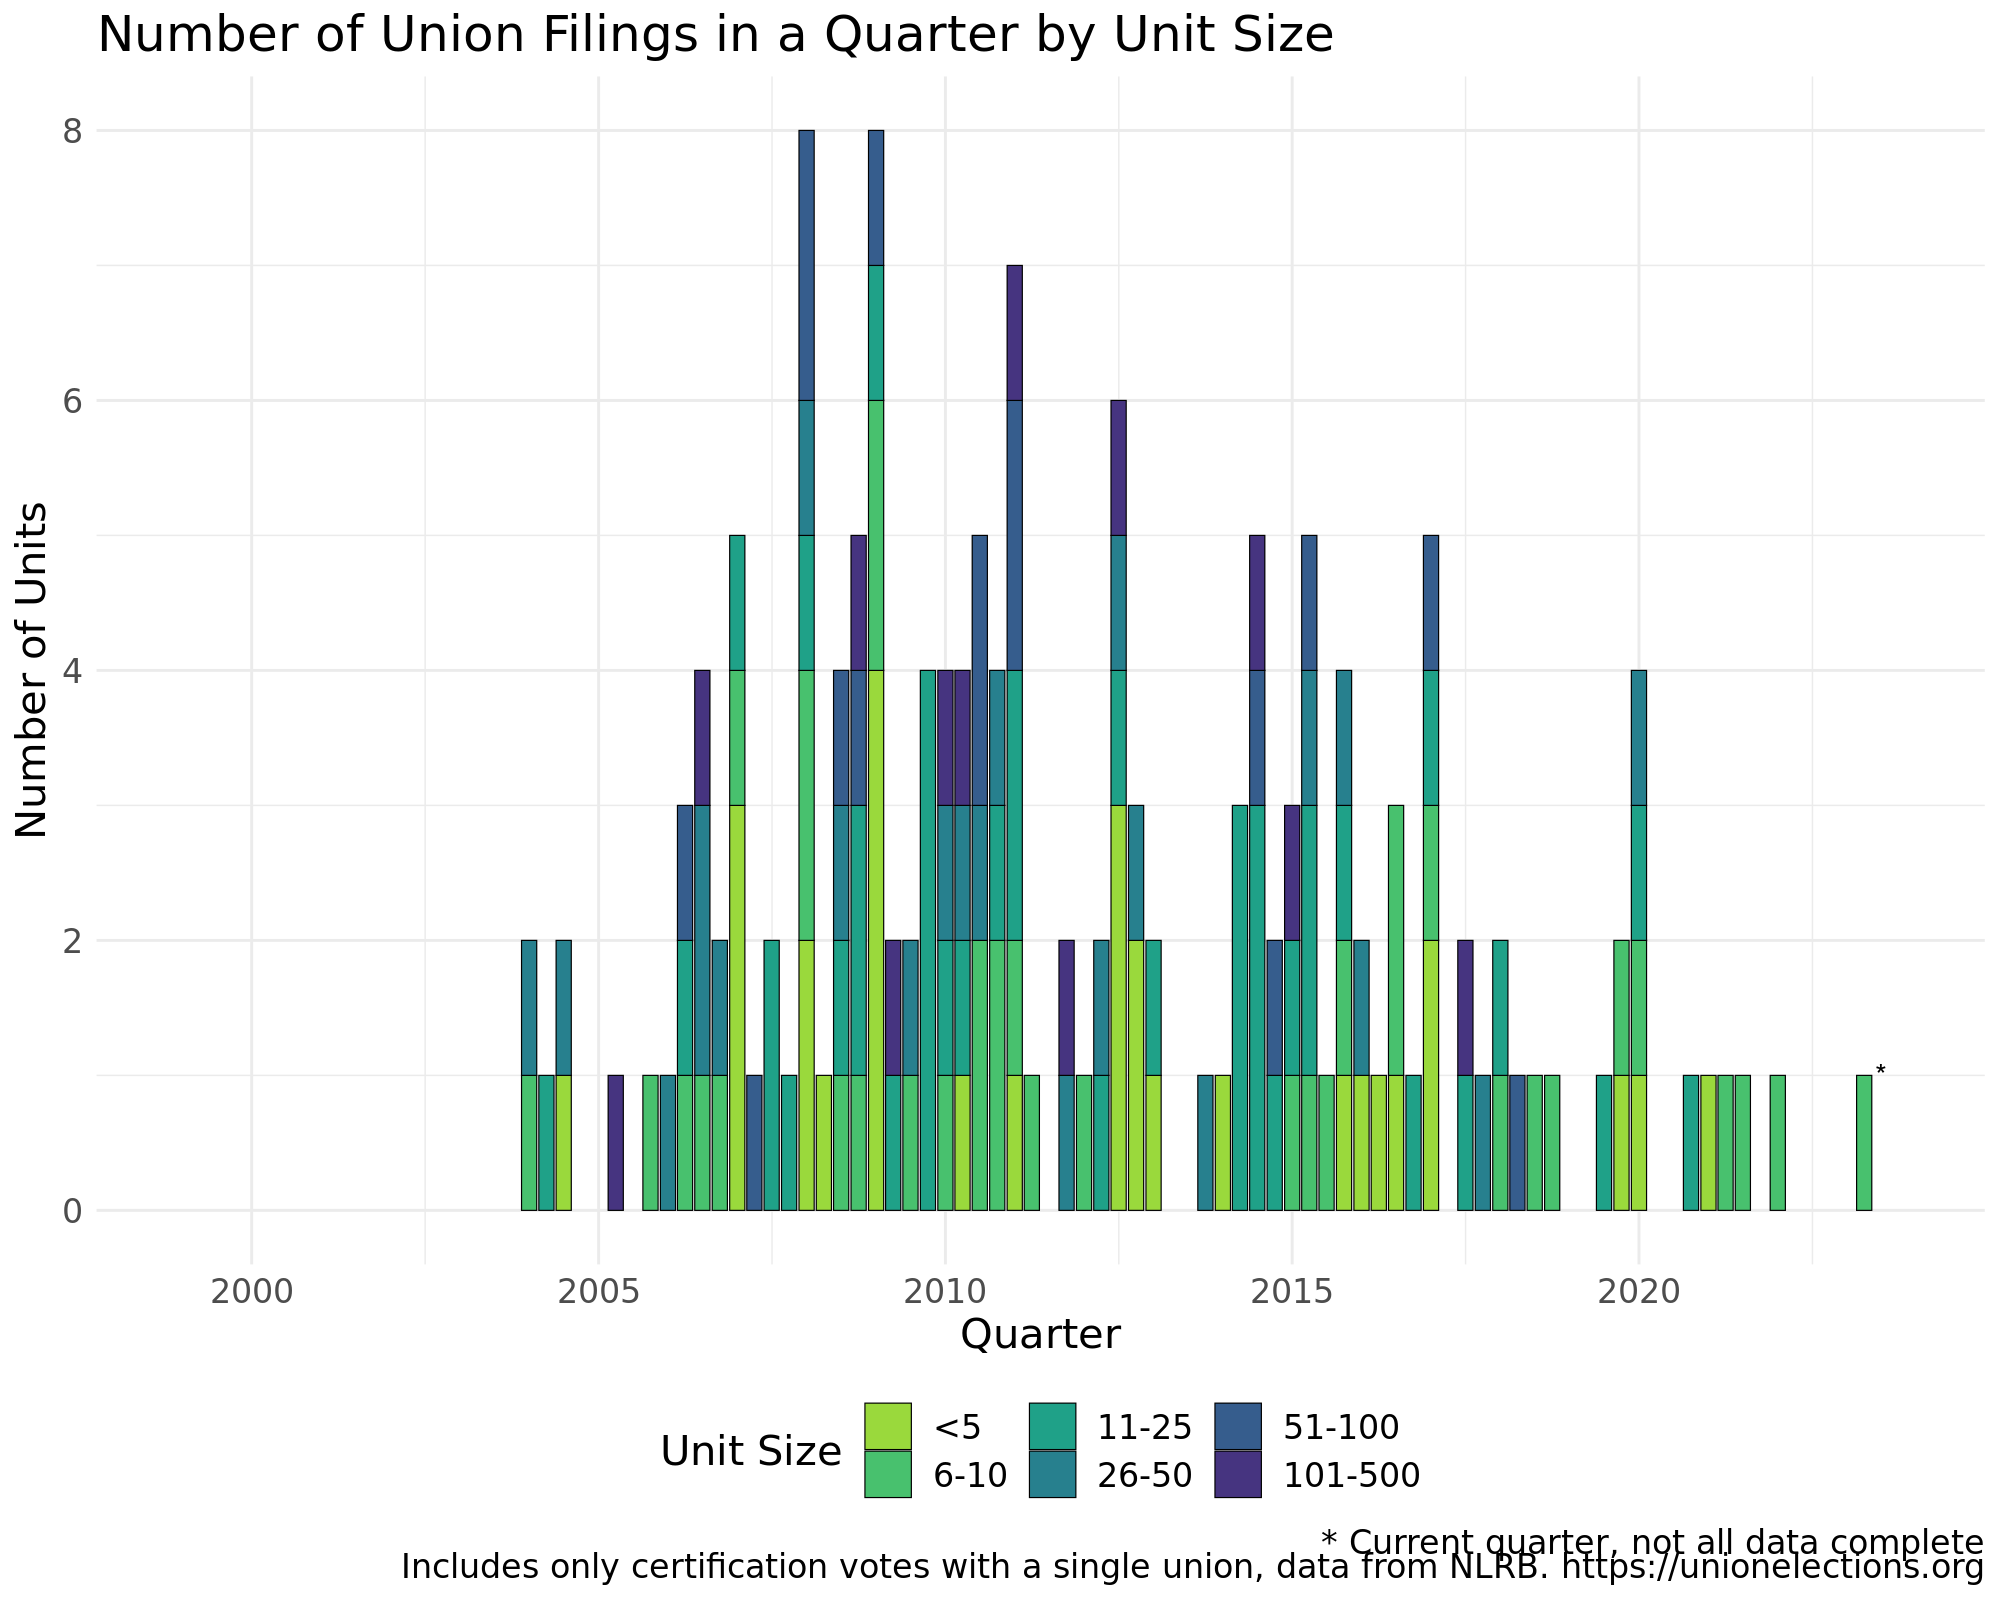 Number of Union Filings in a Quarter by Unit Size
Number of Units
8
6
4
2
0
*
2000 2005 2010 2015 2020
Quarter
Unit Size
<5 11-25 51-100
6-10 26-50 101-500
* Current quarter, not all data complete
Includes only certification votes with a single union, data from NLRB. https://unionelections.org